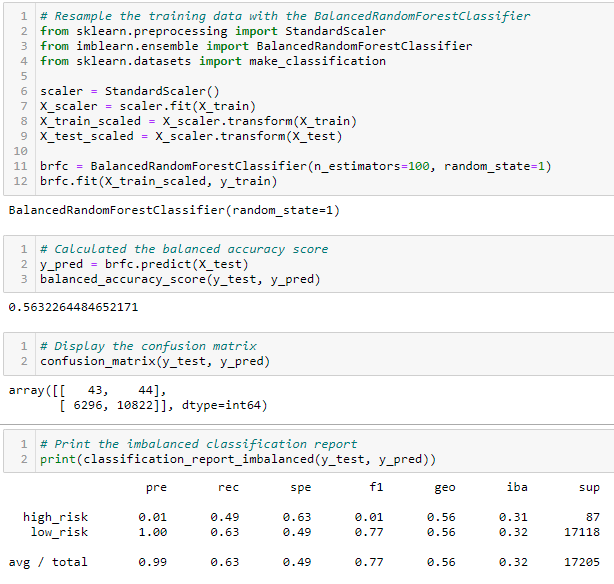 1 # Resample the training data with the BalancedRandomForestClassifier
2 from sklearn.preprocessing import StandardScaler
3 from imblearn.ensemble import BalancedRandomForestClassifier
4 from sklearn.datasets import make_classification
5
6 scaler = StandardScaler()
7 X_scaler = scaler.fit(X_train)
8 X_train_scaled = X_scaler.transform(X_train)
9 X_test_scaled = X_scaler.transform(X_test)
10
11 brfc = BalancedRandomForestClassifier(n_estimators=100, random_state=1)
12 brfc.fit(X_train_scaled, y_train)
BalancedRandomForestClassifier(random_state=1)
1 # Calculated the balanced accuracy score
2 y_pred = brfc.predict(X_test)
3 balanced_accuracy_score(y_test, y_pred)
0.5632264484652171
1 # Display the confusion matrix
2 confusion_matrix(y_test, y_pred)
array([[   43,    44],
       [ 6296, 10822]], dtype=int64)
1 # Print the imbalanced classification report
2 print(classification_report_imbalanced(y_test, y_pred))
pre rec spe f1 geo iba sup
high_risk 0.01 0.49 0.63 0.01 0.56 0.31 87
low_risk 1.00 0.63 0.49 0.77 0.56 0.32 17118
avg / total 0.99 0.63 0.49 0.77 0.56 0.32 17205